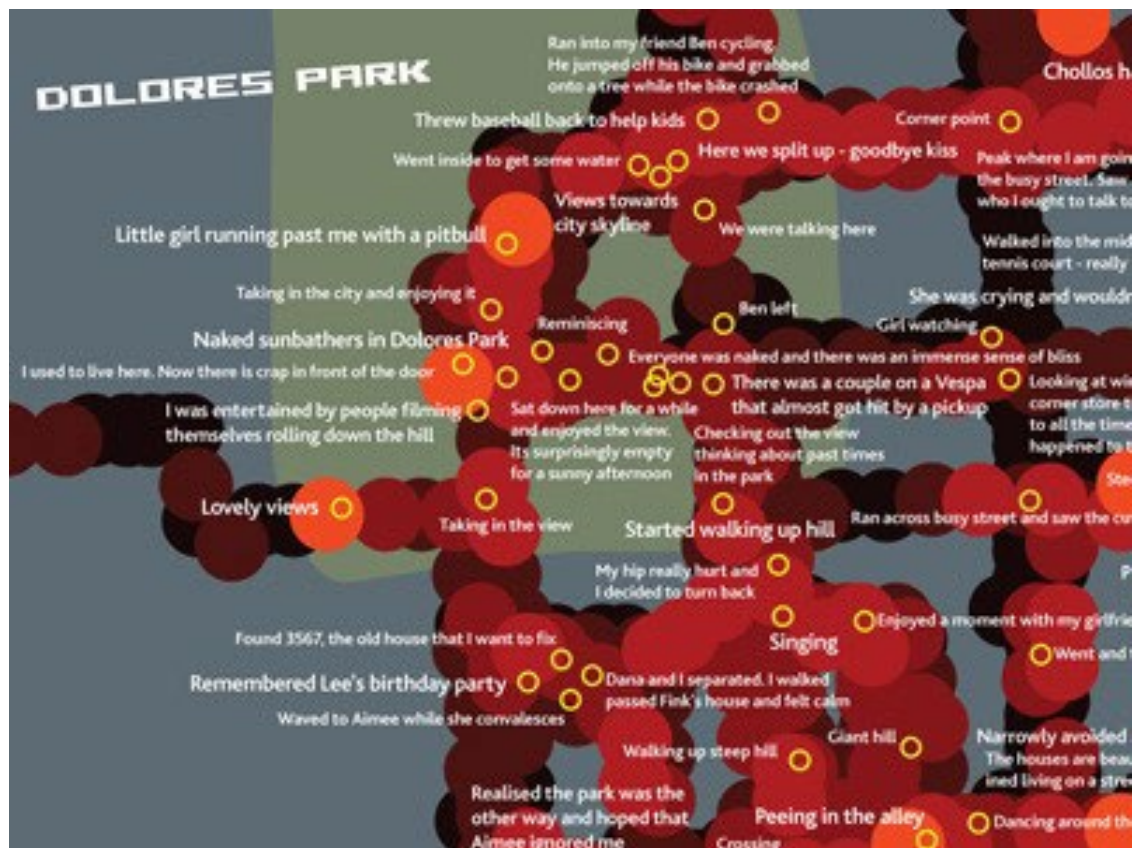 DOLORES PARK
Ran into my friend Ben cycling.
He jumped off his bike and grabbed
onto a tree while the bike crashed
Chollos
Threw baseball back to help kids
Corner point
Here we split up - goodbye kiss
Went inside to get some water
Peak where I am goin
the busy street. Saw
who I ought to talk to
Views towards
city skyline
We were talking here
Little girl running past me with a pitbull
Walked into the mid
tennis court - really
Taking in the city and enjoying it
She was crying and wouldn
Ben left
Reminiscing
Girl watching
Naked sunbathers in Dolores Park
Everyone was naked and there was an immense sense of bliss
I used to live here. Now there is crap in front of the door
There was a couple on a Vespa
that almost got hit by a pickup
Looking at
corner store
to all the time
happened to
I was entertained by people filming
themselves rolling down the hill
Sat down here for a while
and enjoyed the view.
Its surprisingly empty
for a sunny afternoon
Checking out the view
thinking about past times
in the park
Lovely views
Taking in the view
Started walking up hill
Ran across busy street and saw the
My hip really hurt and
I decided to turn back
Singing
Enjoyed a moment with my girlfrie
Found 3567, the old house that I want to fix
Went and
Remembered Lee's birthday party
Dana and I separated. I walked
passed Fink's house and felt calm
Waved to Aimee while she convalesces
Giant hill
Walking up steep hill
Narrowly avoided
The houses are beau
ined living on a stre
Realised the park was the
other way and hoped that
Aimee ignored me
Peeing in the alley
Dancing around the
Crossing